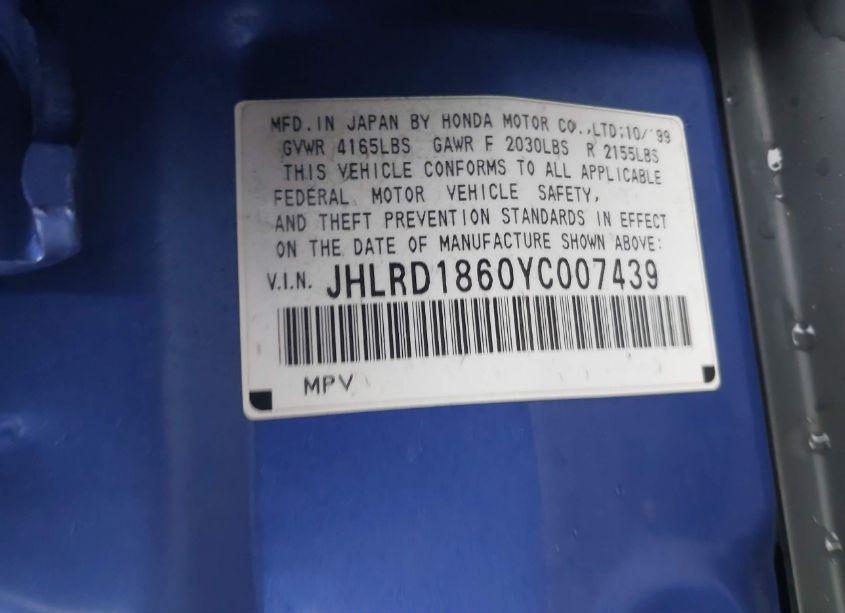 MFD. IN JAPAN BY HONDA MOTOR CO.,LTD;10/'99
GVWR 4165LBS GAWR F 2030LBS R 2155LBS
THIS VEHICLE CONFORMS TO ALL APPLICABLE
FEDERAL MOTOR VEHICLE SAFETY,
AND THEFT PREVENTION STANDARDS IN EFFECT
ON THE DATE OF MANUFACTURE SHOWN ABOVE:
V.I.N. JHLRD1860YC007439
MPV